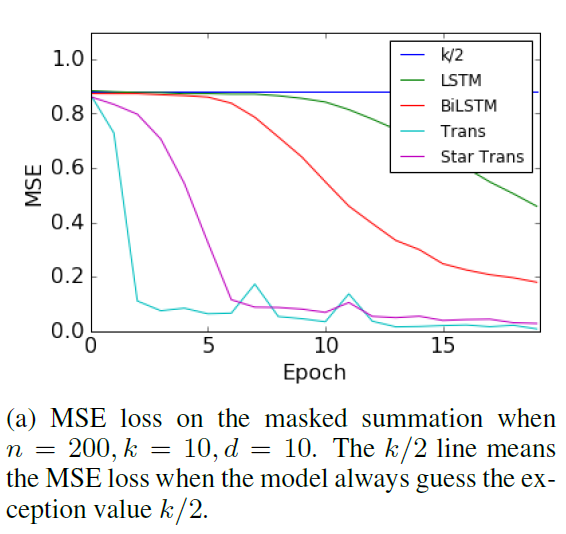 1.0
0.8
0.6
0.4
0.2
0.0
MSE
k/2
LSTM
BiLSTM
Trans
Star Trans
0
5
10
15
Epoch
(a) MSE loss on the masked summation when
n = 200, k = 10, d = 10. The k/2 line means
the MSE loss when the model always guess the ex-
ception value k/2.